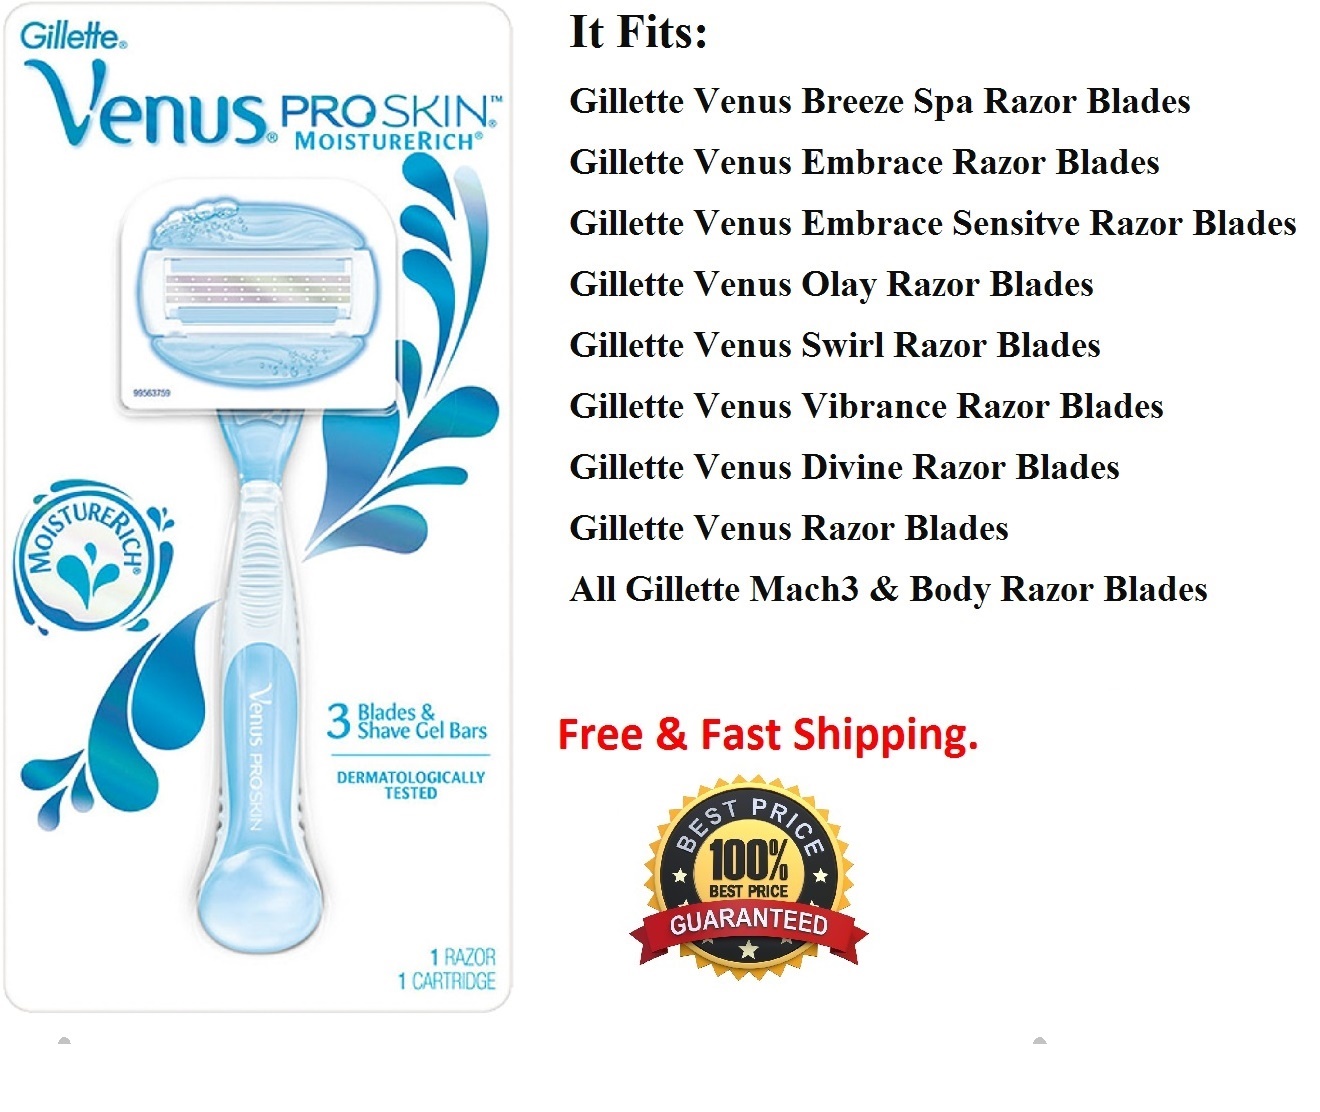 Gillette®
Venus® PROSKIN™
MOISTURERICH®
99563759
MOISTURERICH®
Venus PROSKIN
3 Blades &
Shave Gel Bars
DERMATOLOGICALLY
TESTED
1 RAZOR
1 CARTRIDGE
It Fits:
Gillette Venus Breeze Spa Razor Blades
Gillette Venus Embrace Razor Blades
Gillette Venus Embrace Sensitve Razor Blades
Gillette Venus Olay Razor Blades
Gillette Venus Swirl Razor Blades
Gillette Venus Vibrance Razor Blades
Gillette Venus Divine Razor Blades
Gillette Venus Razor Blades
All Gillette Mach3 & Body Razor Blades
Free & Fast Shipping.
BEST PRICE
100%
BEST PRICE
GUARANTEED